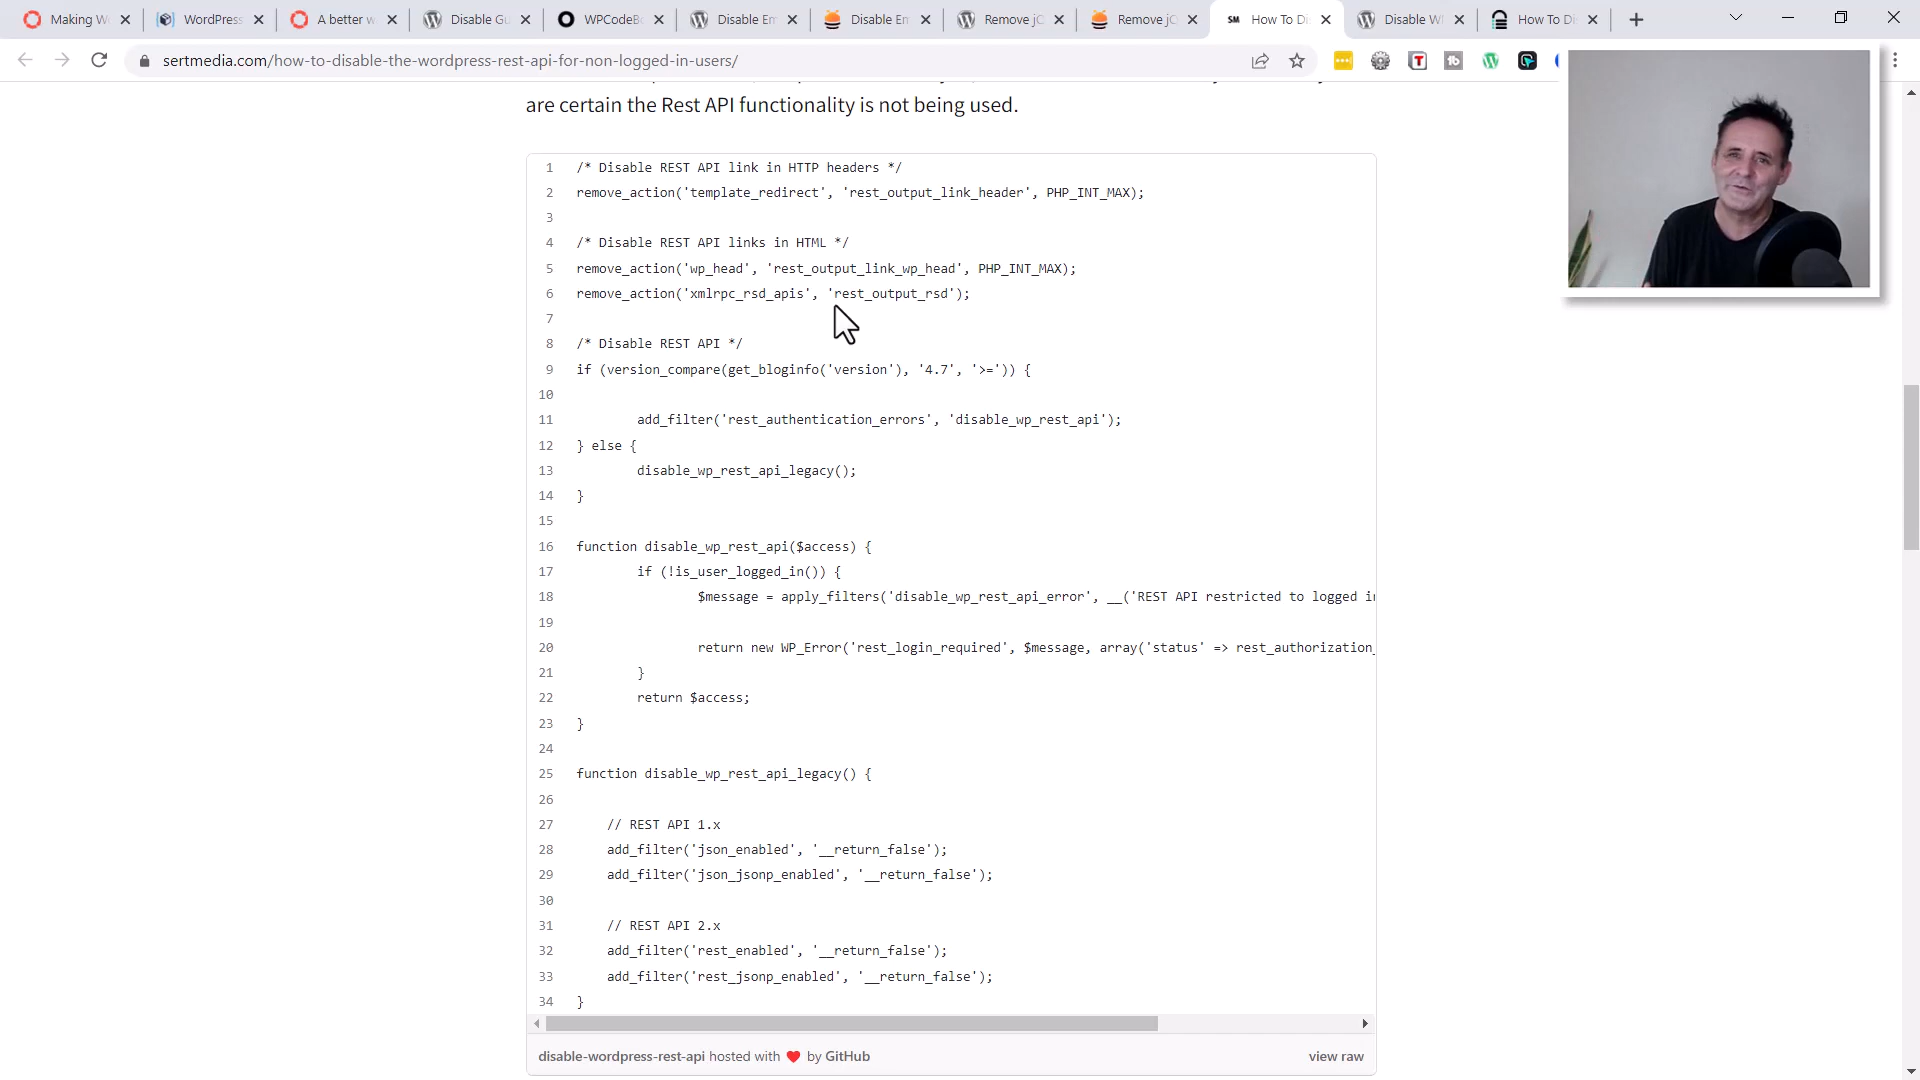 Making W
WordPress
A better w
Disable Gu
WPCodeBo
Disable Em
Disable Em
Remove jQ
Remove jQ
SM How To Di
Disable WP
How To Dis
sertmedia.com/how-to-disable-the-wordpress-rest-api-for-non-logged-in-users/
are certain the Rest API functionality is not being used.
1 /* Disable REST API link in HTTP headers */
2 remove_action('template_redirect', 'rest_output_link_header', PHP_INT_MAX);
3
4 /* Disable REST API links in HTML */
5 remove_action('wp_head', 'rest_output_link_wp_head', PHP_INT_MAX);
6 remove_action('xmlrpc_rsd_apis', 'rest_output_rsd');
7
8 /* Disable REST API */
9 if (version_compare(get_bloginfo('version'), '4.7', '>=')) {
10
11 add_filter('rest_authentication_errors', 'disable_wp_rest_api');
12 } else {
13 disable_wp_rest_api_legacy();
14 }
15
16 function disable_wp_rest_api($access) {
17 if (!is_user_logged_in()) {
18 $message = apply_filters('disable_wp_rest_api_error', __('REST API restricted to logged i
19
20 return new WP_Error('rest_login_required', $message, array('status' => rest_authorization_
21 }
22 return $access;
23 }
24
25 function disable_wp_rest_api_legacy() {
26
27 // REST API 1.x
28 add_filter('json_enabled', '__return_false');
29 add_filter('json_jsonp_enabled', '__return_false');
30
31 // REST API 2.x
32 add_filter('rest_enabled', '__return_false');
33 add_filter('rest_jsonp_enabled', '__return_false');
34 }
disable-wordpress-rest-api hosted with ❤ by GitHub
view raw